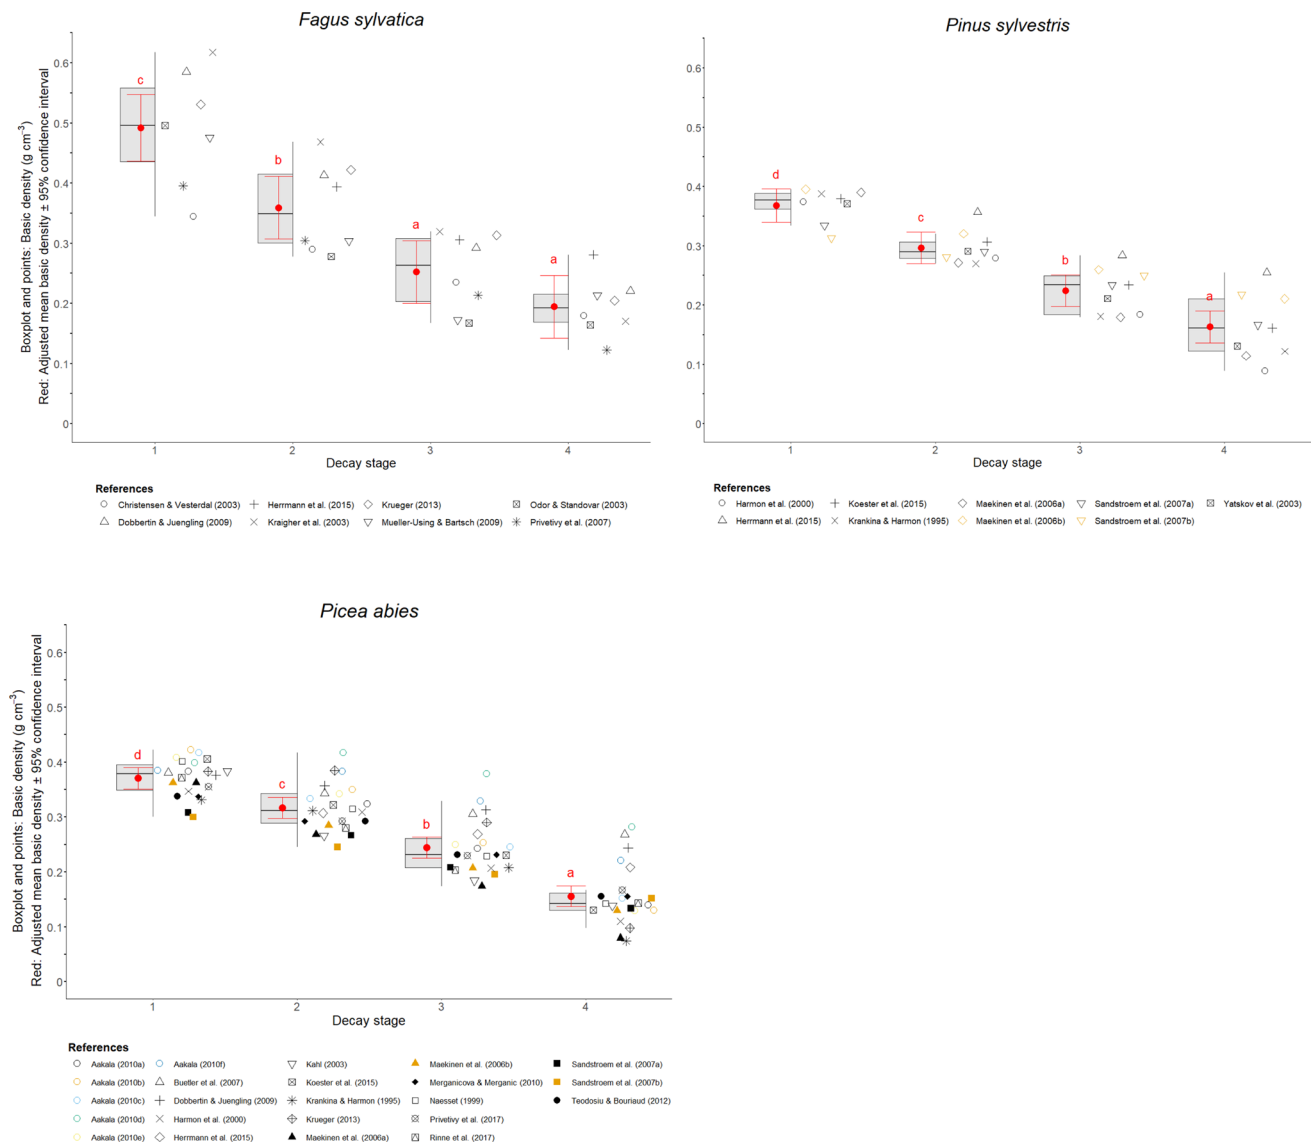 Fagus sylvatica
Boxplot and points: Basic density (g cm⁻³)
Red: Adjusted mean basic density ± 95% confidence interval
0.6
0.5
0.4
0.3
0.2
0.1
0
c
b
a
a
1 2 3 4
Decay stage
References
Christensen & Vesterdal (2003) Herrmann et al. (2015) Krueger (2013) Odor & Standovar (2003)
Dobbertin & Juengling (2009) Kraigher et al. (2003) Mueller-Using & Bartsch (2009) Privetivy et al. (2007)
Pinus sylvestris
0.6
0.5
0.4
0.3
0.2
0.1
0
d
c
b
a
1 2 3 4
Decay stage
References
Harmon et al. (2000) Koester et al. (2015) Maekinen et al. (2006a) Sandstroem et al. (2007a) Yatskov et al. (2003)
Herrmann et al. (2015) Krankina & Harmon (1995) Maekinen et al. (2006b) Sandstroem et al. (2007b)
Picea abies
Boxplot and points: Basic density (g cm⁻³)
Red: Adjusted mean basic density ± 95% confidence interval
0.6
0.5
0.4
0.3
0.2
0.1
0
d
c
b
a
1 2 3 4
Decay stage
References
Aakala (2010a) Aakala (2010f) Kahl (2003) Maekinen et al. (2006b) Sandstroem et al. (2007a)
Aakala (2010b) Buetler et al. (2007) Koester et al. (2015) Merganicova & Merganic (2010) Sandstroem et al. (2007b)
Aakala (2010c) Dobbertin & Juengling (2009) Krankina & Harmon (1995) Naesset (1999) Teodosiu & Bouriaud (2012)
Aakala (2010d) Harmon et al. (2000) Krueger (2013) Privetivy et al. (2017)
Aakala (2010e) Herrmann et al. (2015) Maekinen et al. (2006a) Rinne et al. (2017)